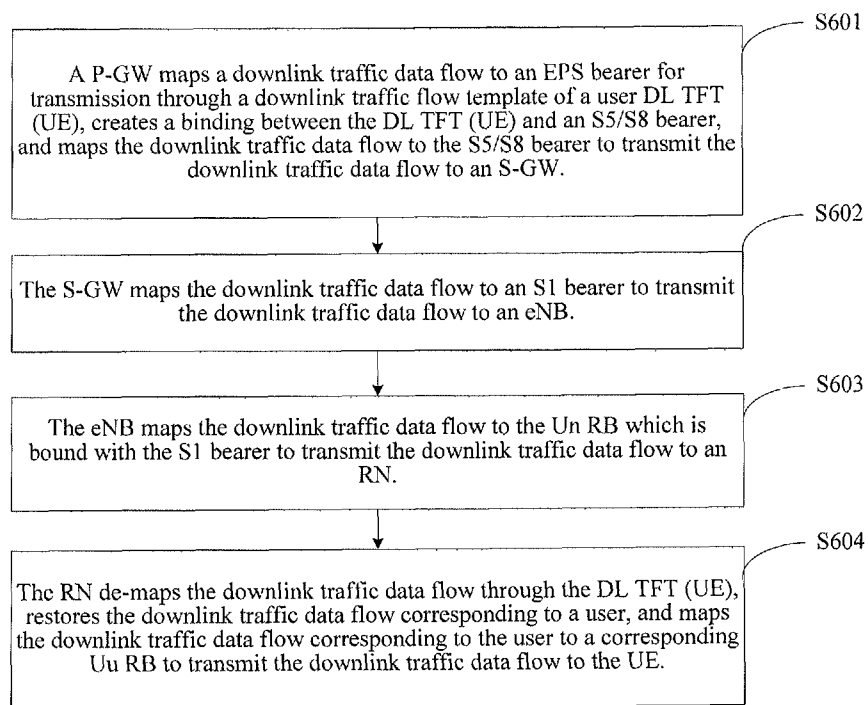 S601
A P-GW maps a downlink traffic data flow to an EPS bearer for
transmission through a downlink traffic flow template of a user DL TFT
(UE), creates a binding between the DL TFT (UE) and an S5/S8 bearer,
and maps the downlink traffic data flow to the S5/S8 bearer to transmit the
downlink traffic data flow to an S-GW.
S602
The S-GW maps the downlink traffic data flow to an S1 bearer to transmit
the downlink traffic data flow to an eNB.
S603
The eNB maps the downlink traffic data flow to the Un RB which is
bound with the S1 bearer to transmit the downlink traffic data flow to an
RN.
S604
The RN de-maps the downlink traffic data flow through the DL TFT (UE),
restores the downlink traffic data flow corresponding to a user, and maps
the downlink traffic data flow corresponding to the user to a corresponding
Uu RB to transmit the downlink traffic data flow to the UE.